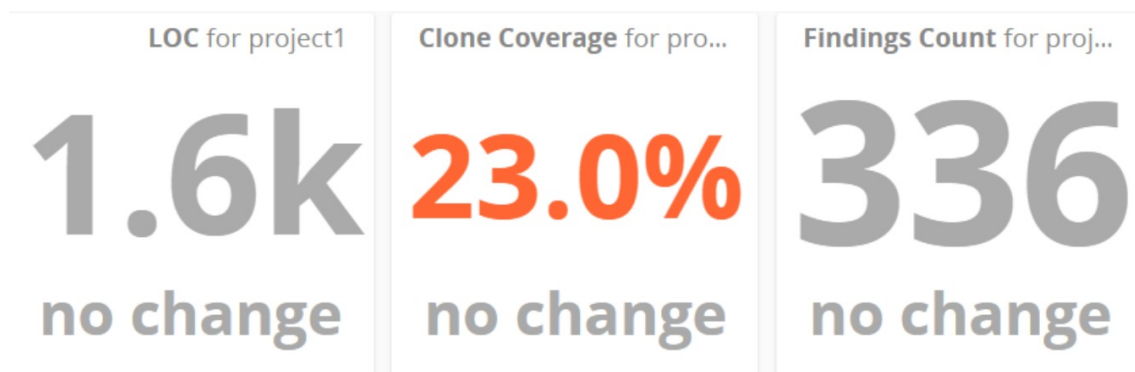 LOC for project1
1.6k
no change
Clone Coverage for pro...
23.0%
no change
Findings Count for proj...
336
no change